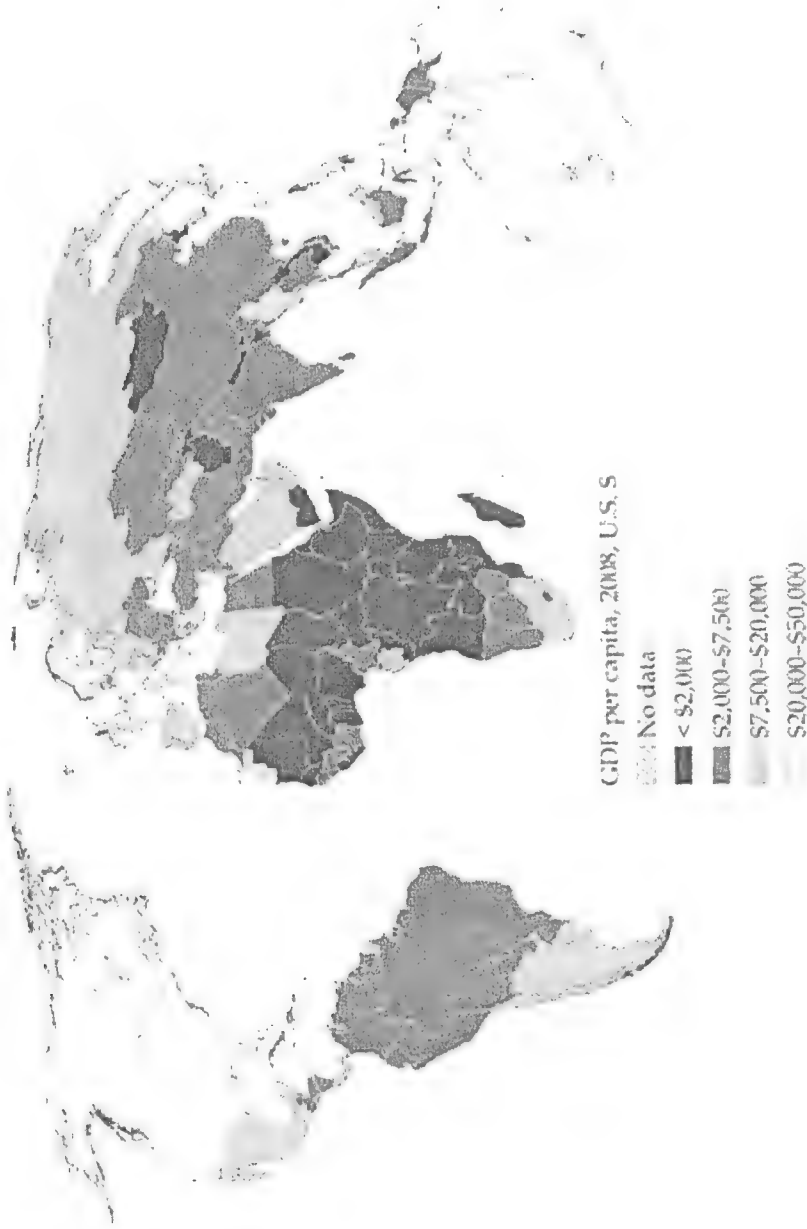 GDP per capita, 2008, U.S. $
No data
< $2,000
$2,000–$7,500
$7,500–$20,000
$20,000–$50,000